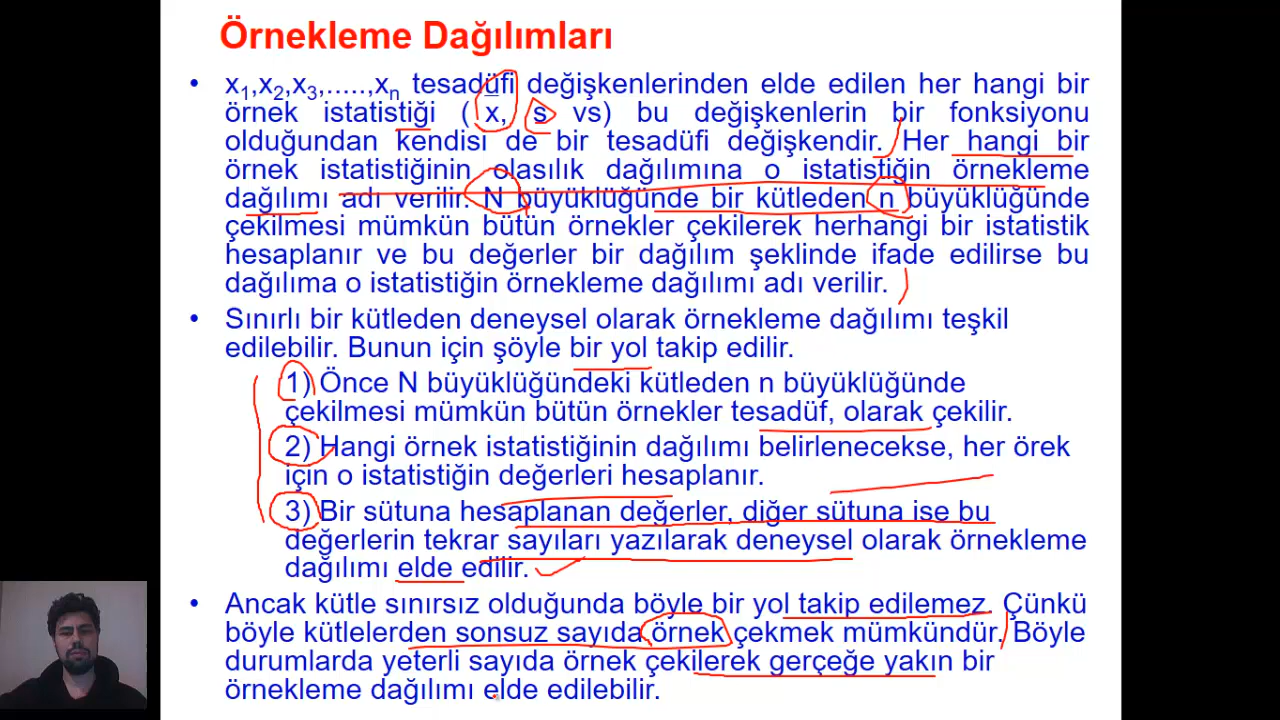 Örnekleme Dağılımları
• x₁,x₂,x₃,.....,xₙ tesadüfi değişkenlerinden elde edilen her hangi bir
örnek istatistiği ( x̄, s vs) bu değişkenlerin bir fonksiyonu
olduğundan kendisi de bir tesadüfi değişkendir. Her hangi bir
örnek istatistiğinin olasılık dağılımına o istatistiğin örnekleme
dağılımı adı verilir. N büyüklüğünde bir kütleden n büyüklüğünde
çekilmesi mümkün bütün örnekler çekilerek herhangi bir istatistik
hesaplanır ve bu değerler bir dağılım şeklinde ifade edilirse bu
dağılıma o istatistiğin örnekleme dağılımı adı verilir.
• Sınırlı bir kütleden deneysel olarak örnekleme dağılımı teşkil
edilebilir. Bunun için şöyle bir yol takip edilir.
1) Önce N büyüklüğündeki kütleden n büyüklüğünde
çekilmesi mümkün bütün örnekler tesadüf, olarak çekilir.
2) Hangi örnek istatistiğinin dağılımı belirlenecekse, her örek
için o istatistiğin değerleri hesaplanır.
3) Bir sütuna hesaplanan değerler, diğer sütuna ise bu
değerlerin tekrar sayıları yazılarak deneysel olarak örnekleme
dağılımı elde edilir.
• Ancak kütle sınırsız olduğunda böyle bir yol takip edilemez. Çünkü
böyle kütlelerden sonsuz sayıda örnek çekmek mümkündür. Böyle
durumlarda yeterli sayıda örnek çekilerek gerçeğe yakın bir
örnekleme dağılımı elde edilebilir.